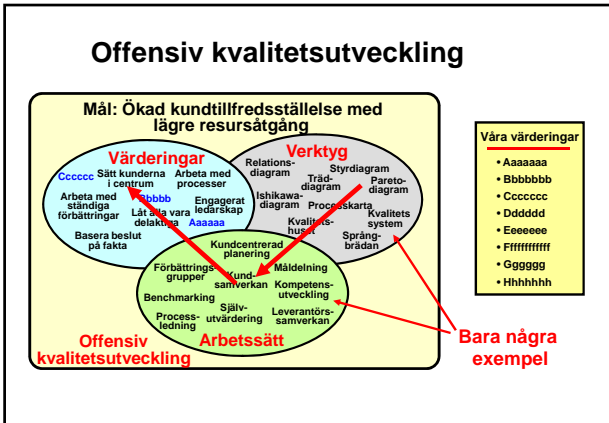 Offensiv kvalitetsutveckling
Mål: Ökad kundtillfredsställelse med
lägre resursåtgång
Värderingar
Cccccc
Sätt kunderna
i centrum
Arbeta med
processer
Arbeta med
ständiga
förbättringar
Bbbbb
Låt alla vara
delaktiga
Engagerat
ledarskap
Aaaaaa
Basera beslut
på fakta
Verktyg
Relations-
diagram
Styrdiagram
Träd-
diagram
Pareto-
diagram
Ishikawa-
diagram
Processkarta
Kvalitets-
huset
Kvalitets
system
Språng-
brädan
Kundcentrerad
planering
Förbättrings-
grupper
Kund-
samverkan
Måldelning
Benchmarking
Kompetens-
utveckling
Process-
ledning
Själv-
utvärdering
Leverantörs-
samverkan
Arbetssätt
Offensiv
kvalitetsutveckling
Våra värderingar
• Aaaaaaa
• Bbbbbbb
• Ccccccc
• Dddddd
• Eeeeeee
• Fffffffffff
• Gggggg
• Hhhhhhh
Bara några
exempel